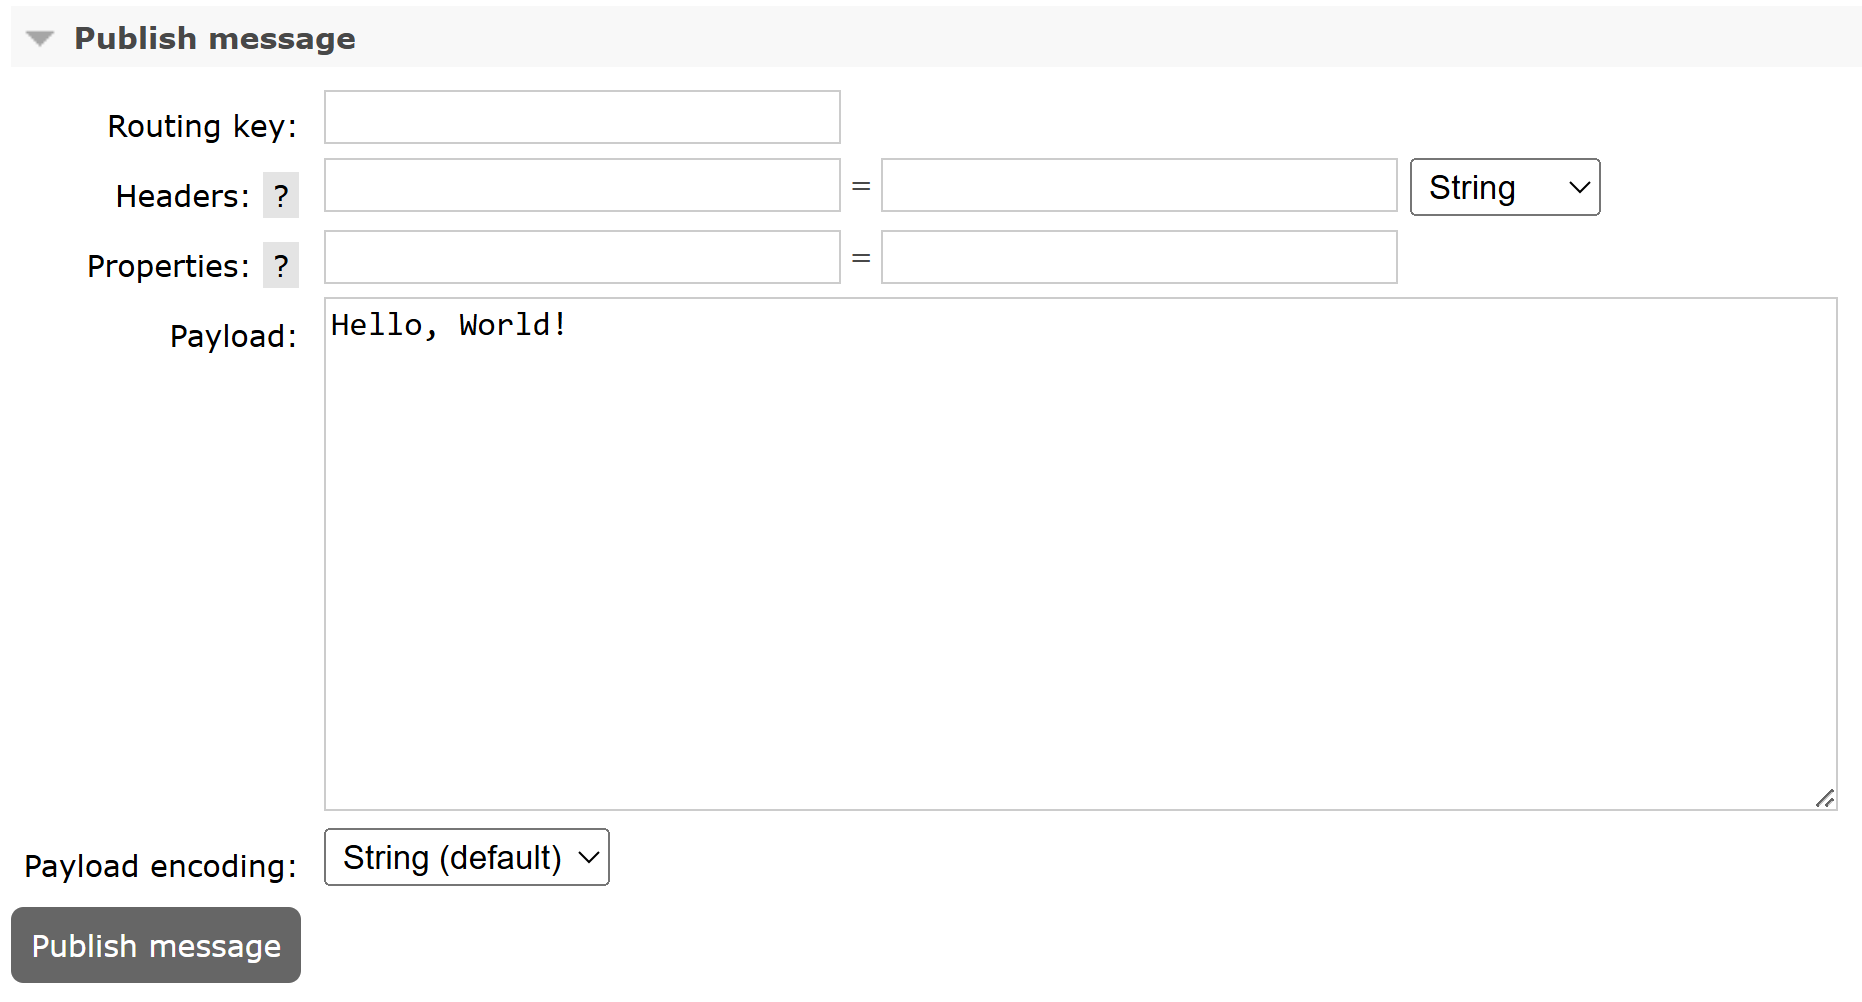 Publish message
Routing key:
Headers: ? = String
Properties: ? =
Payload: Hello, World!
Payload encoding: String (default)
Publish message